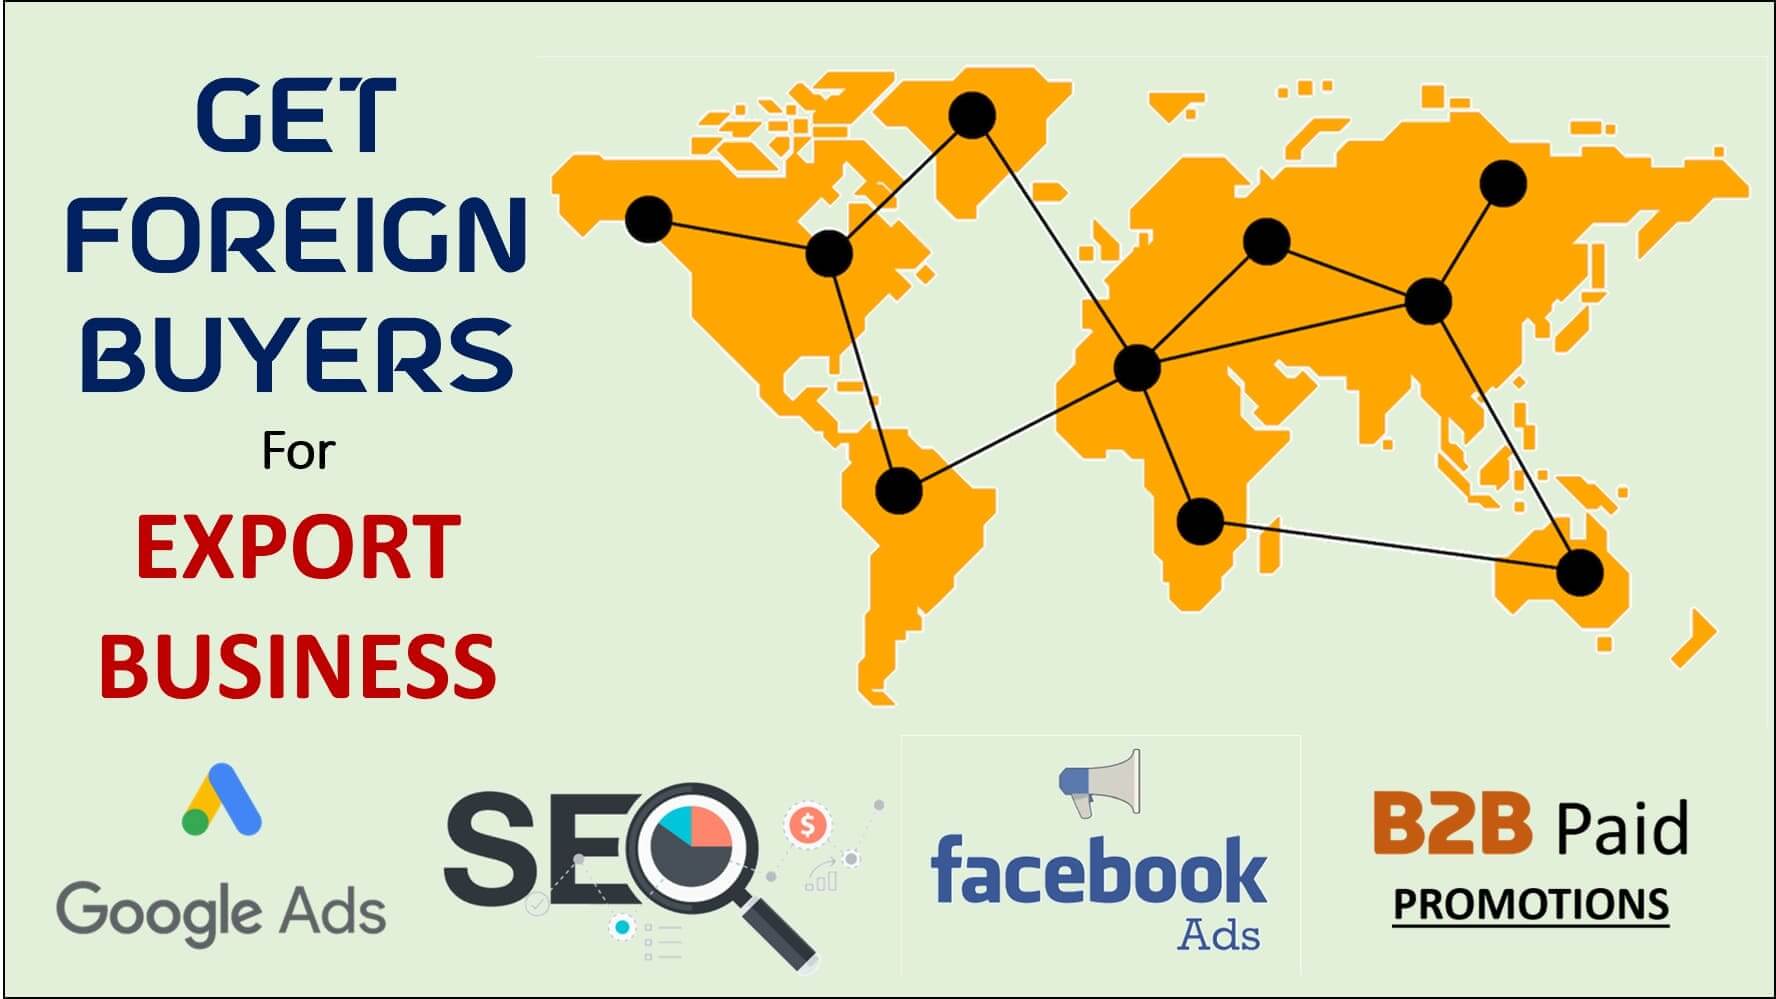 GET
FOREIGN
BUYERS
For
EXPORT
BUSINESS
Google Ads
SEO
$
facebook
Ads
B2B Paid
PROMOTIONS